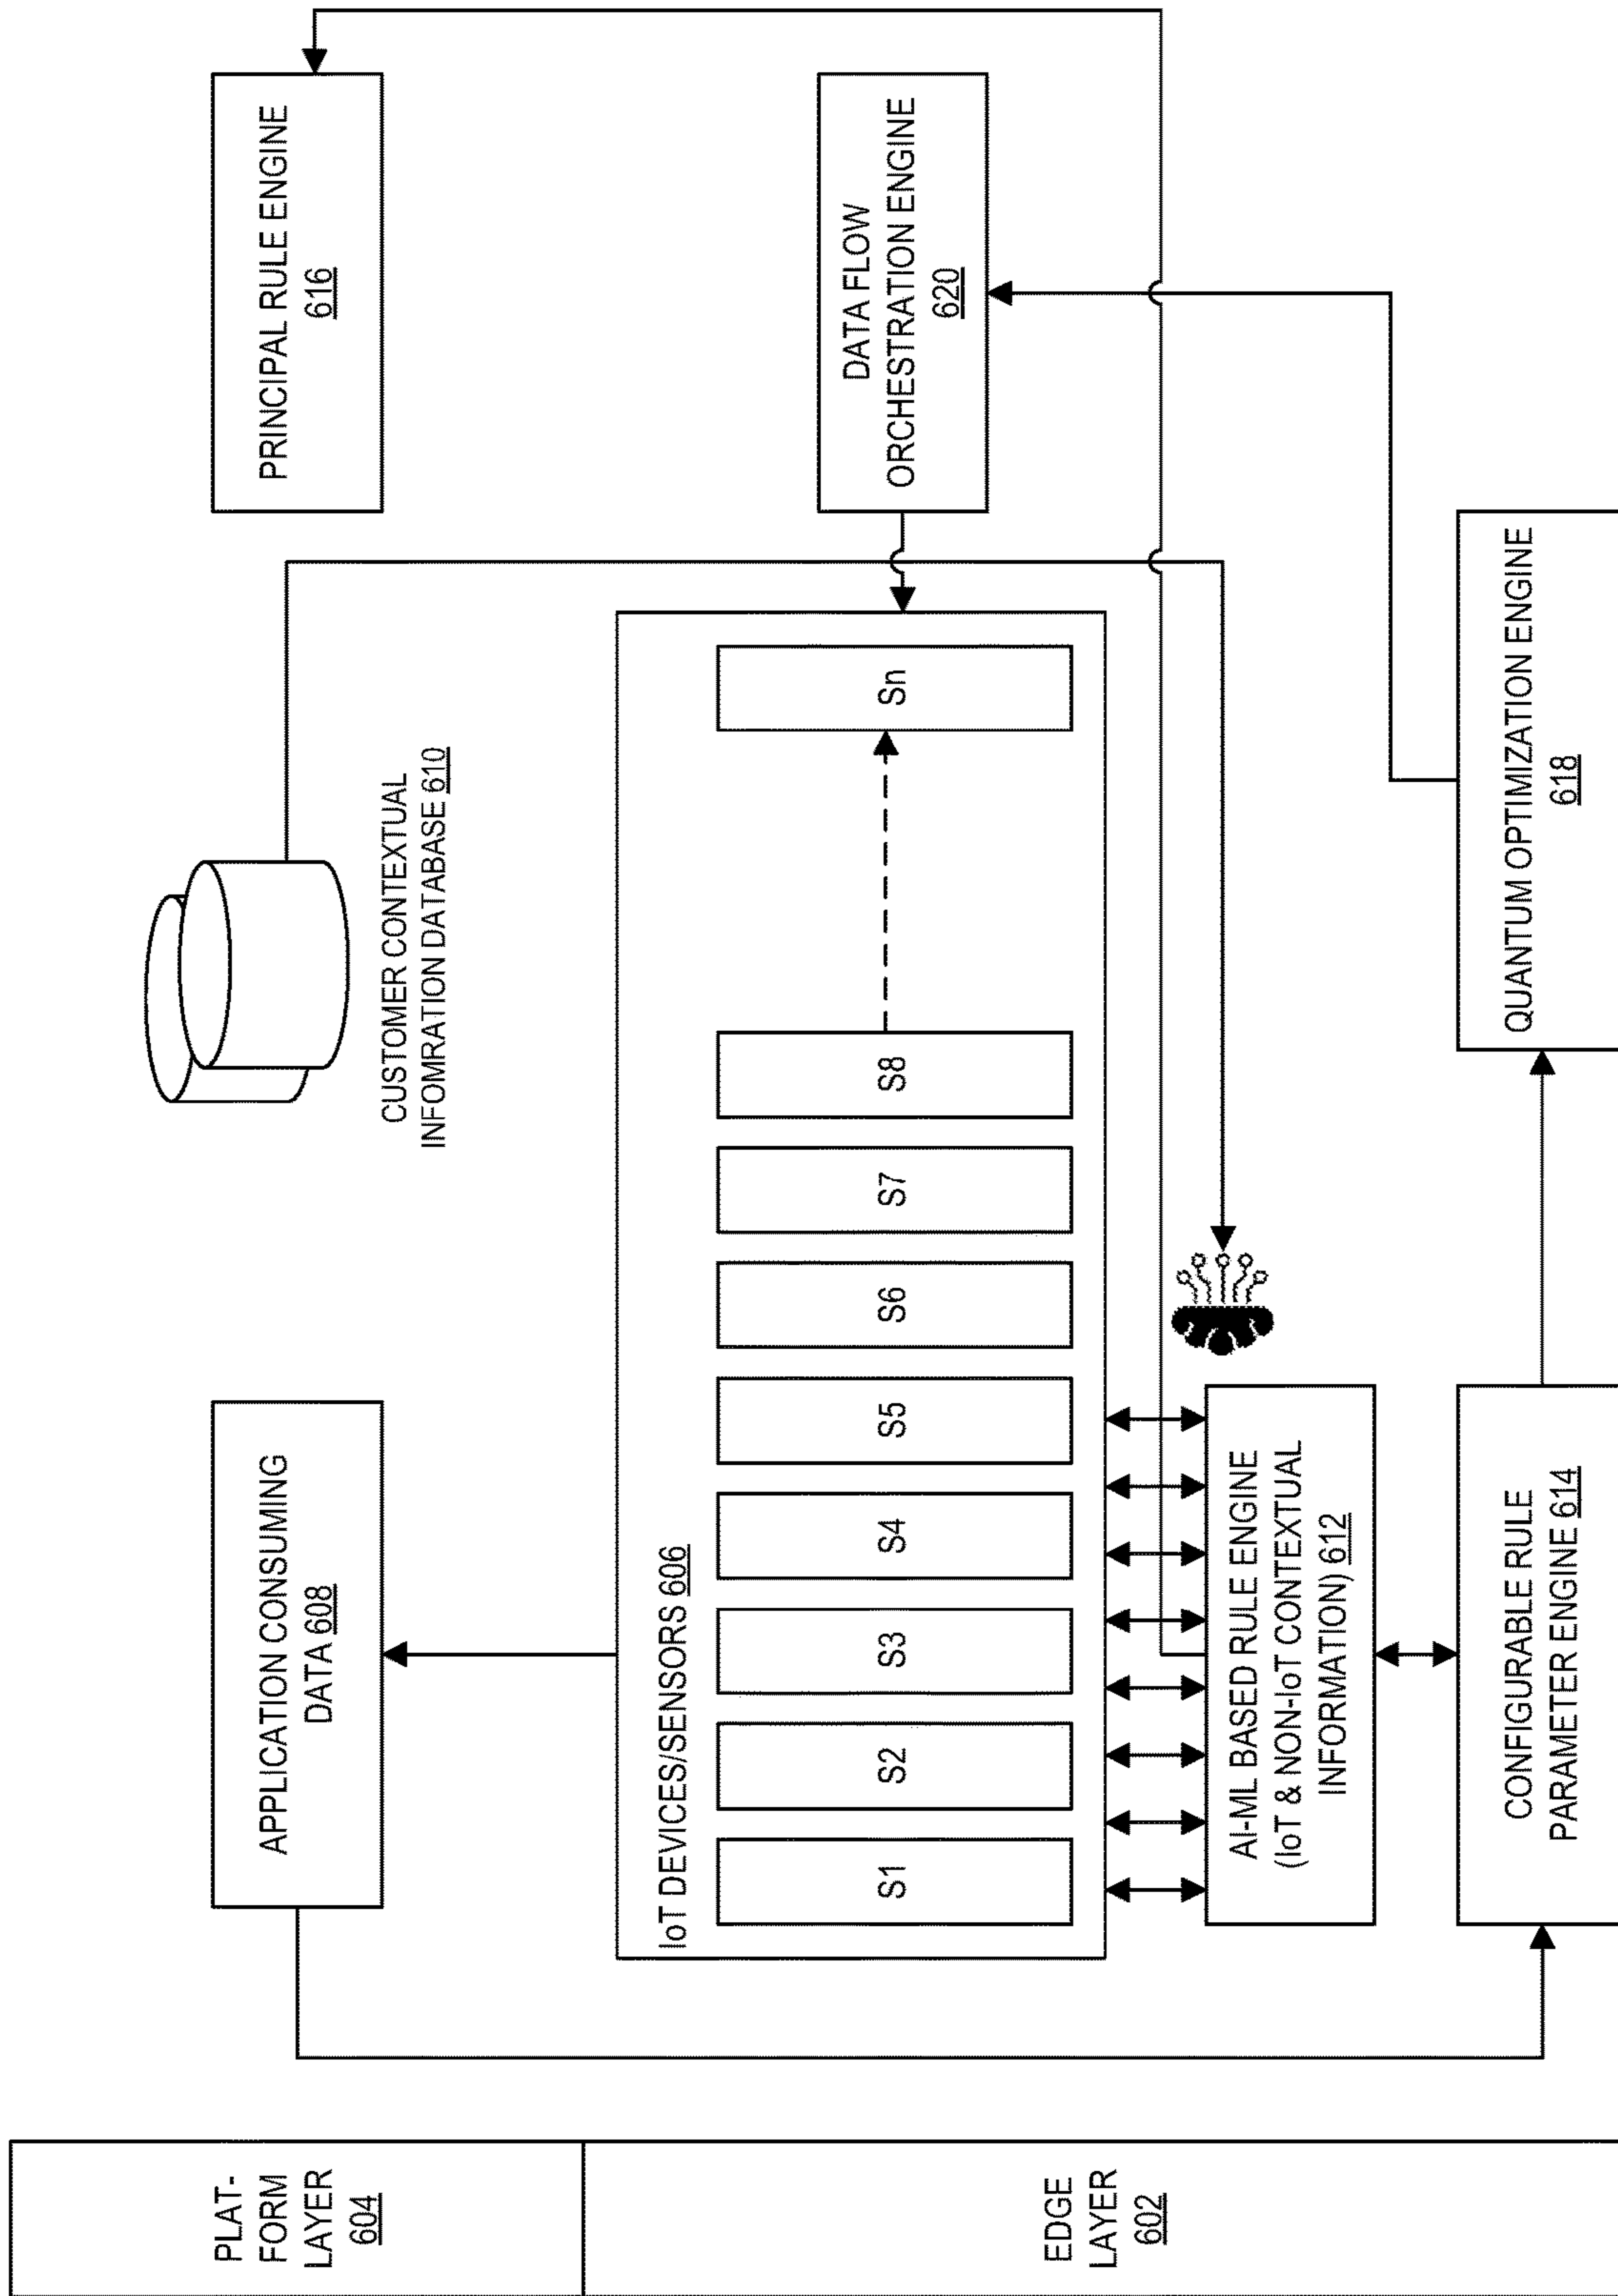 PLAT-
FORM
LAYER
604
EDGE
LAYER
602
APPLICATION CONSUMING
DATA 608
CUSTOMER CONTEXTUAL
INFOMRATION DATABASE 610
PRINCIPAL RULE ENGINE
616
IoT DEVICES/SENSORS 606
S1
S2
S3
S4
S5
S6
S7
S8
Sn
DATA FLOW
ORCHESTRATION ENGINE
620
AI-ML BASED RULE ENGINE
(IoT & NON-IoT CONTEXTUAL
INFORMATION) 612
CONFIGURABLE RULE
PARAMETER ENGINE 614
QUANTUM OPTIMIZATION ENGINE
618